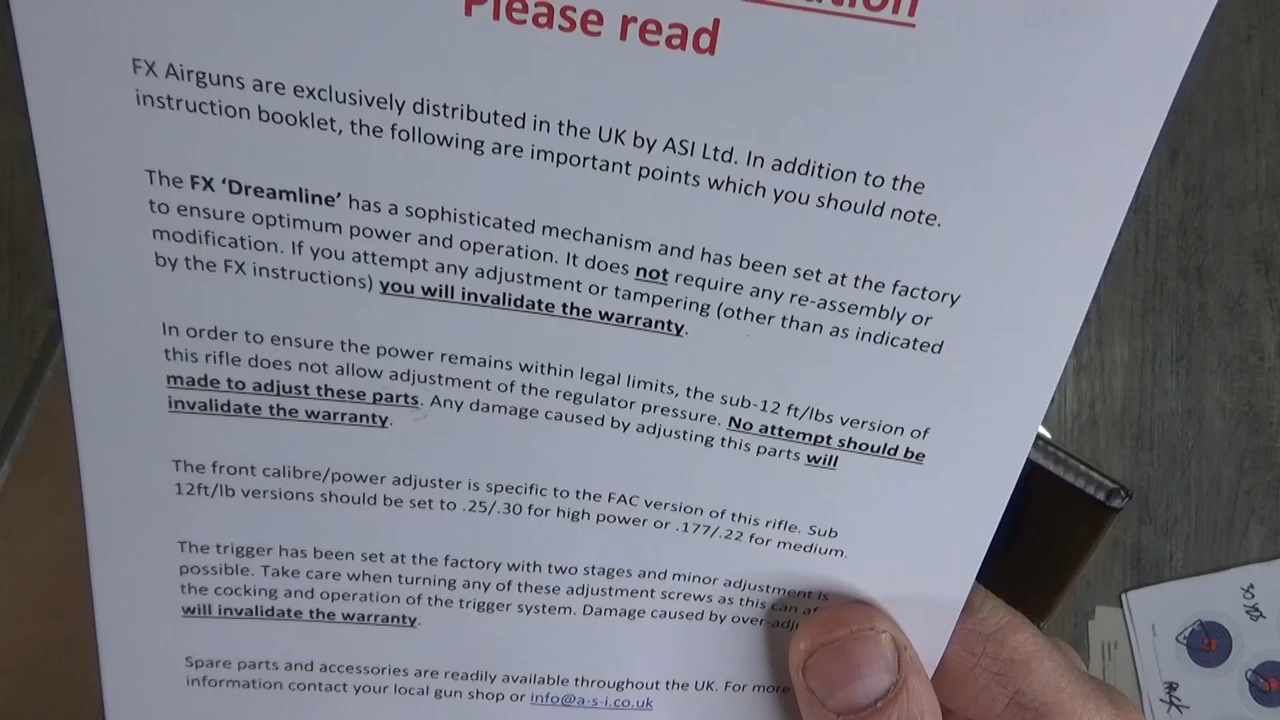 Please read
FX Airguns are exclusively distributed in the UK by ASI Ltd. In addition to the
instruction booklet, the following are important points which you should note.
The FX ‘Dreamline’ has a sophisticated mechanism and has been set at the factory
to ensure optimum power and operation. It does not require any re-assembly or
modification. If you attempt any adjustment or tampering (other than as indicated
by the FX instructions) you will invalidate the warranty.
In order to ensure the power remains within legal limits, the sub-12 ft/lbs version of
this rifle does not allow adjustment of the regulator pressure. No attempt should be
made to adjust these parts. Any damage caused by adjusting this parts will
invalidate the warranty.
The front calibre/power adjuster is specific to the FAC version of this rifle. Sub
12ft/lb versions should be set to .25/.30 for high power or .177/.22 for medium.
The trigger has been set at the factory with two stages and minor adjustment is
possible. Take care when turning any of these adjustment screws as this can
the cocking and operation of the trigger system. Damage caused by
will invalidate the warranty.
Spare parts and accessories are readily available throughout the UK. For more
information contact your local gun shop or info@a-s-i.co.uk